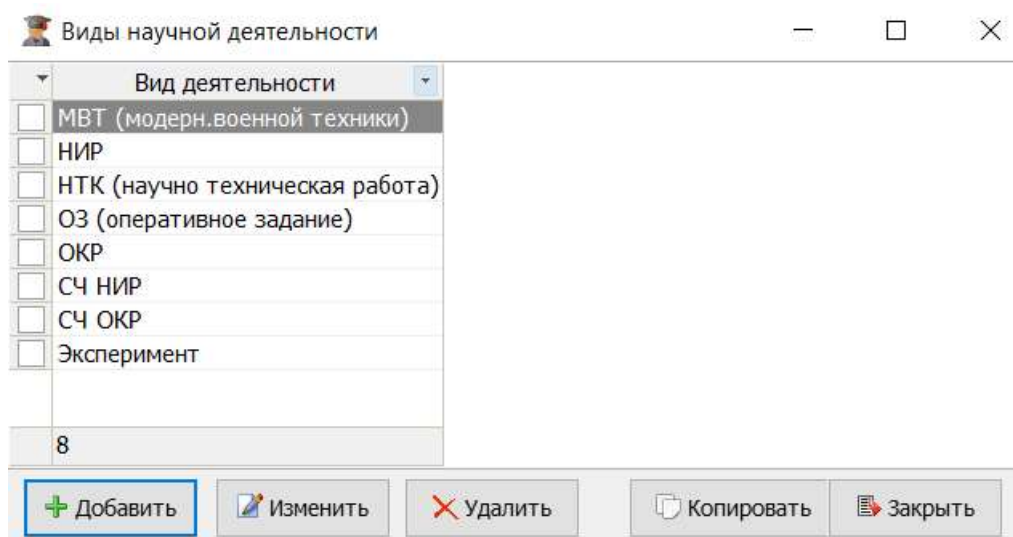 Виды научной деятельности
Вид деятельности
МВТ (модерн.военной техники)
НИР
НТК (научно техническая работа)
ОЗ (оперативное задание)
ОКР
СЧ НИР
СЧ ОКР
Эксперимент
8
Добавить Изменить Удалить Копировать Закрыть